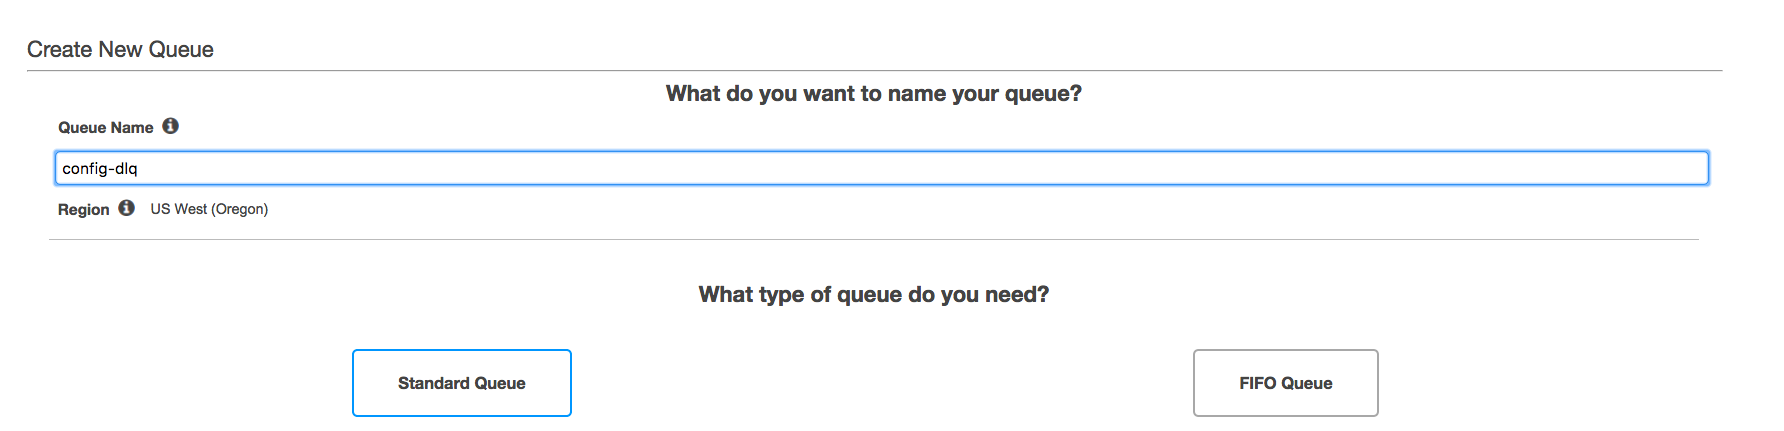 Create New Queue
What do you want to name your queue?
Queue Name
config-dlq
Region US West (Oregon)
What type of queue do you need?
Standard Queue FIFO Queue